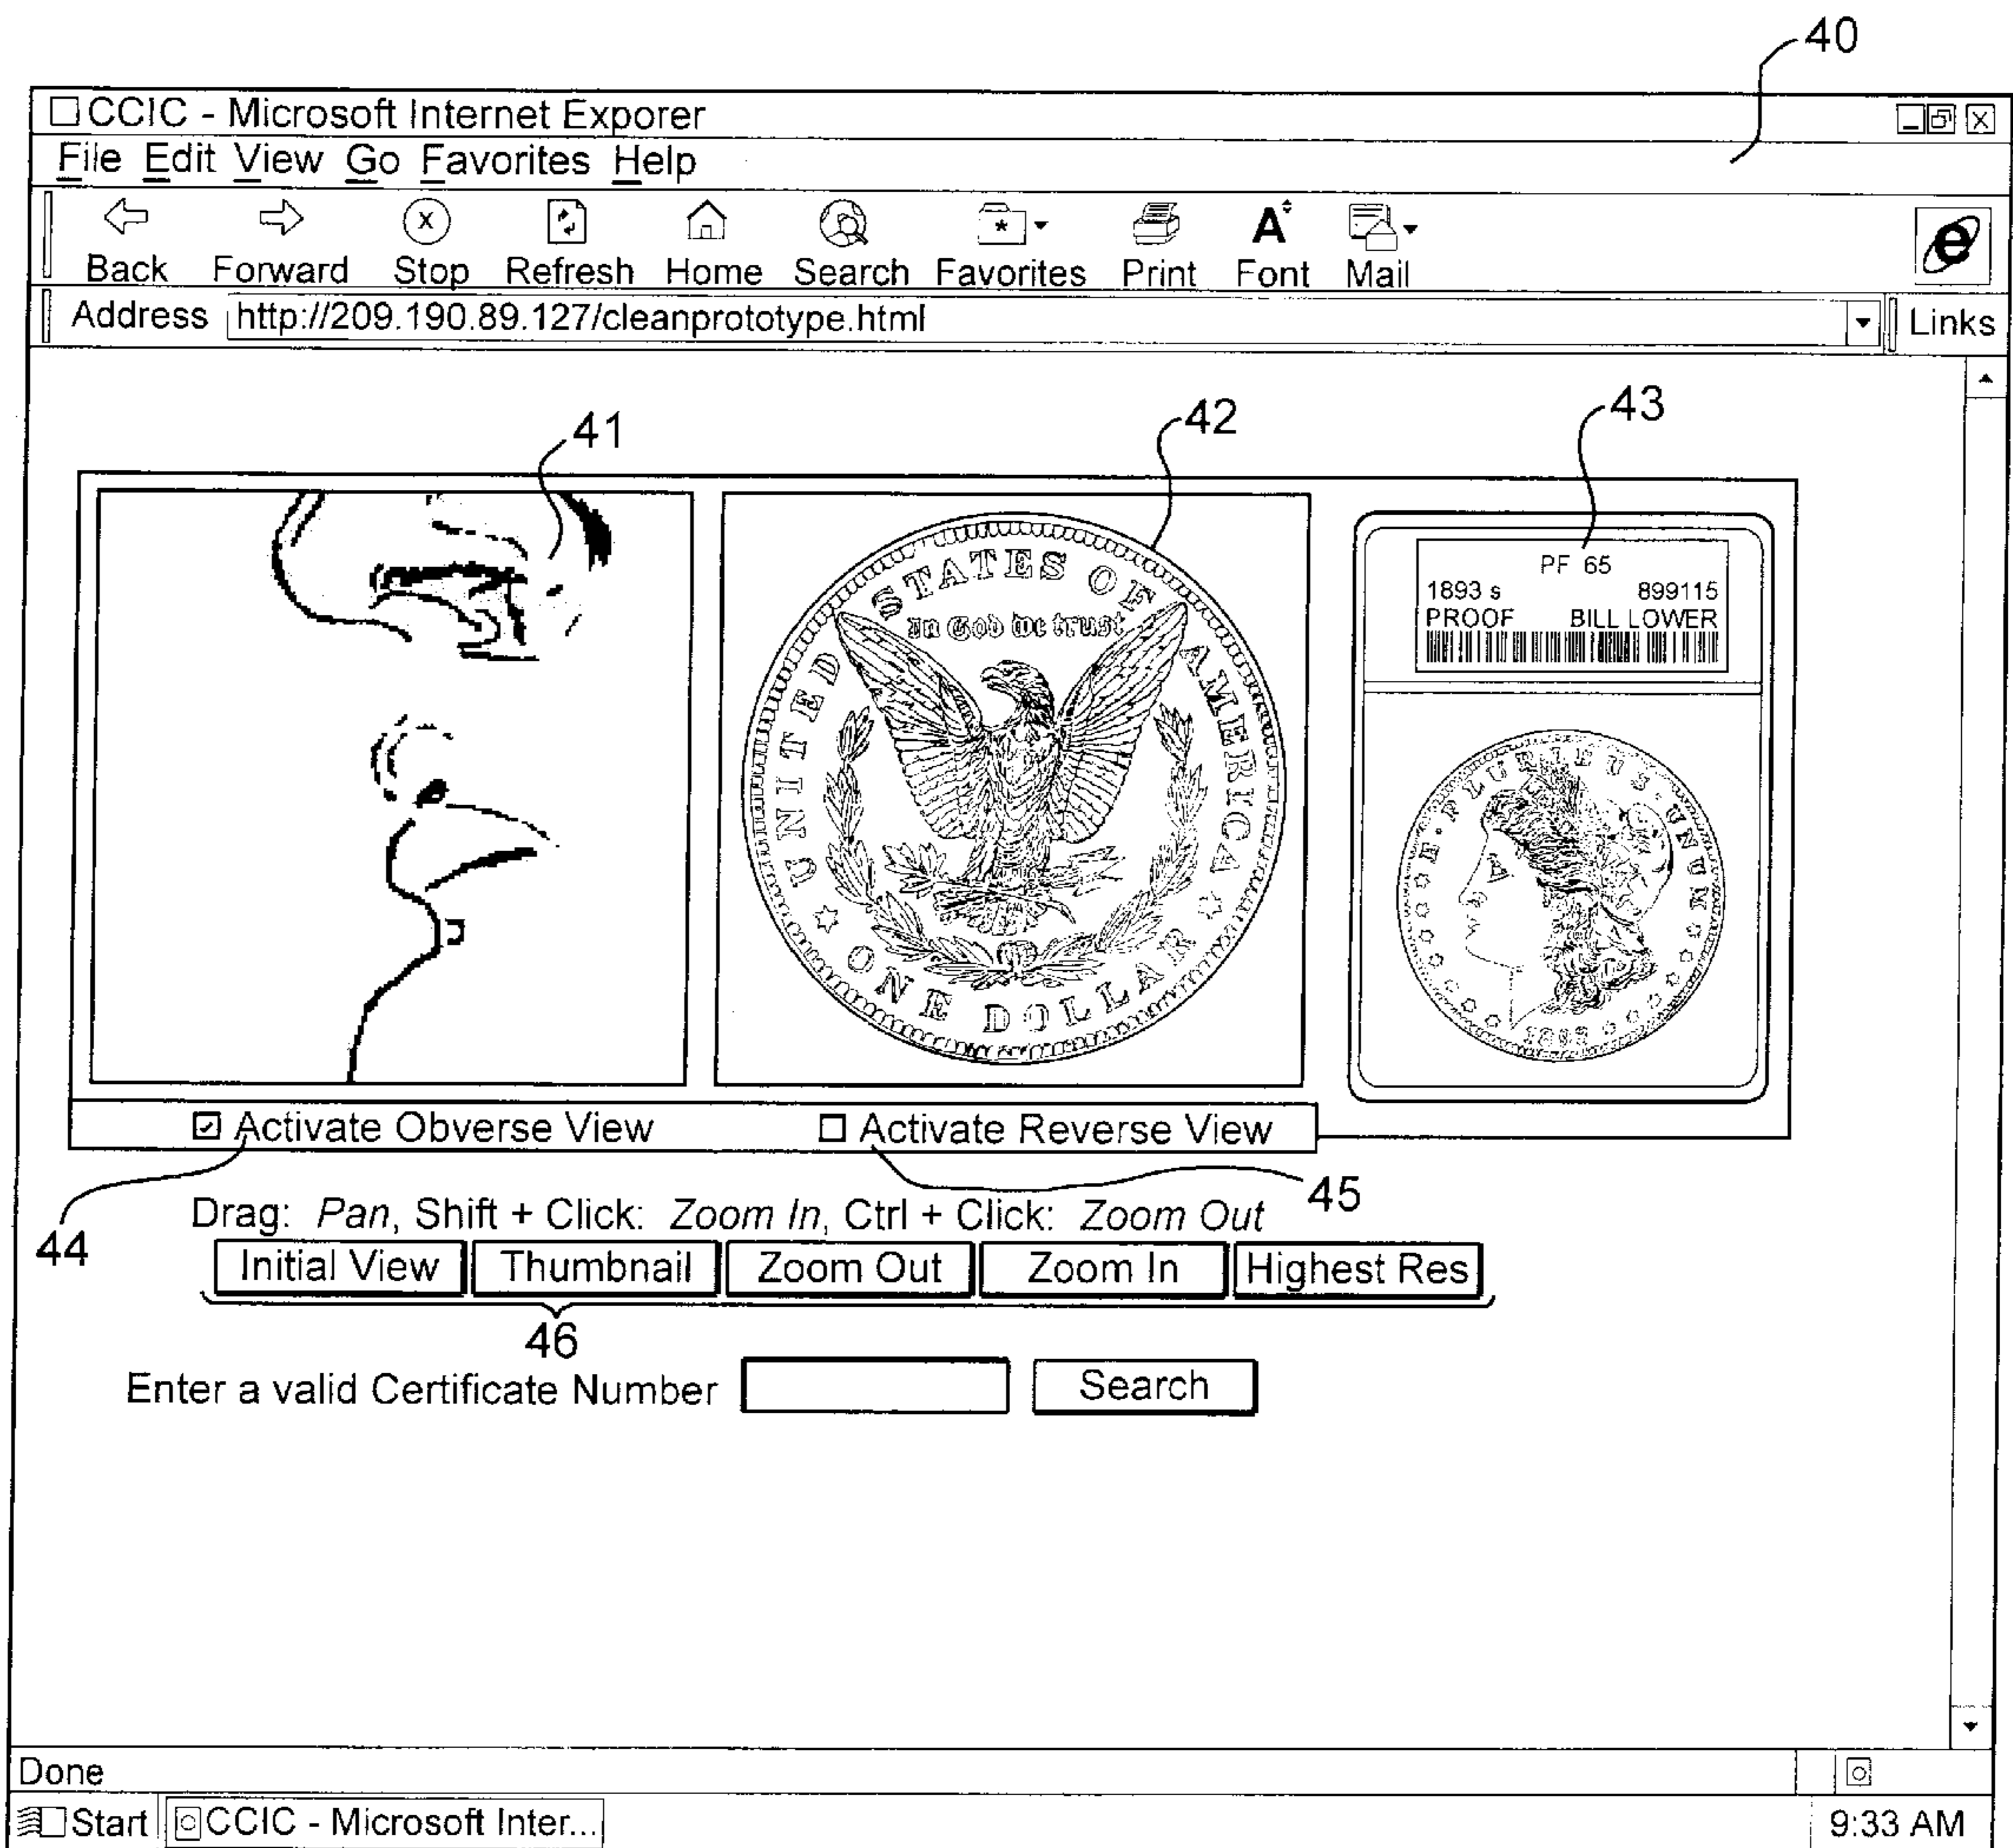 40
CCIC - Microsoft Internet Exporer
File Edit View Go Favorites Help
Back Forward Stop Refresh Home Search Favorites Print Font Mail
Address http://209.190.89.127/cleanprototype.html Links
41
42
43
UNITED STATES OF AMERICA
In God we trust
ONE DOLLAR
PF 65
1893 s 899115
PROOF BILL LOWER
E·PLURIBUS·UNUM
Activate Obverse View
Activate Reverse View
44
45
Drag: Pan, Shift + Click: Zoom In, Ctrl + Click: Zoom Out
Initial View Thumbnail Zoom Out Zoom In Highest Res
46
Enter a valid Certificate Number Search
Done
Start CCIC - Microsoft Inter... 9:33 AM